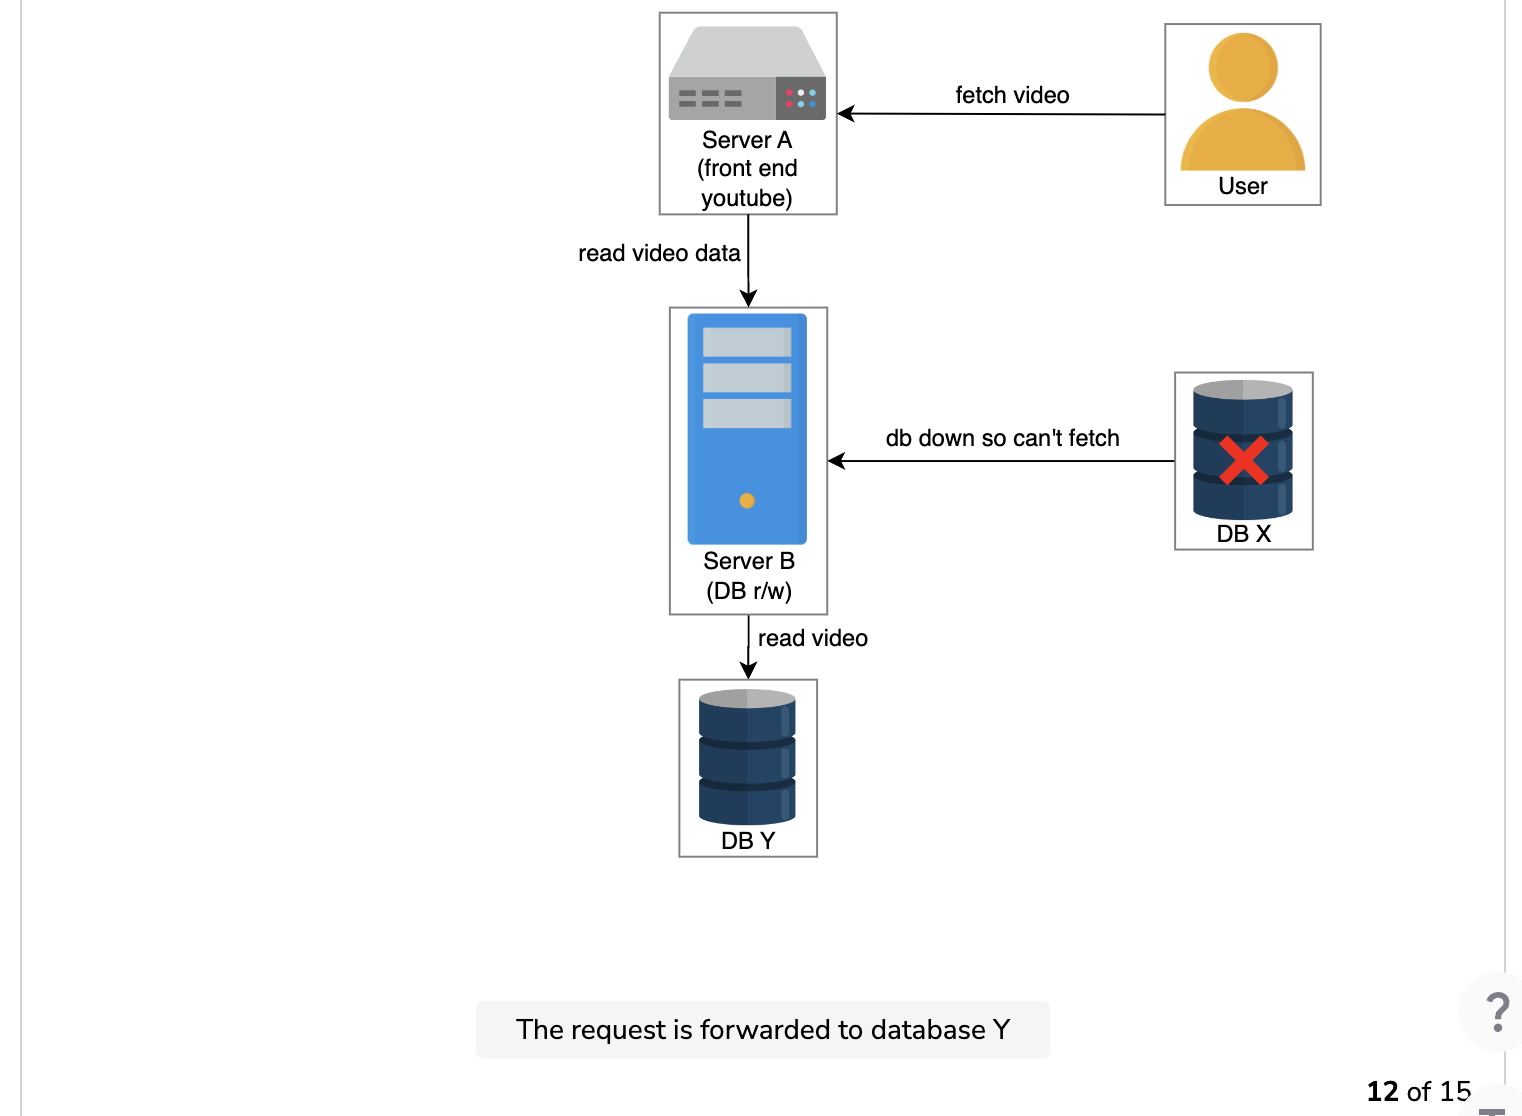 fetch video
Server A
(front end
youtube)
User
read video data
db down so can't fetch
DB X
Server B
(DB r/w)
read video
DB Y
The request is forwarded to database Y
?
12 of 15